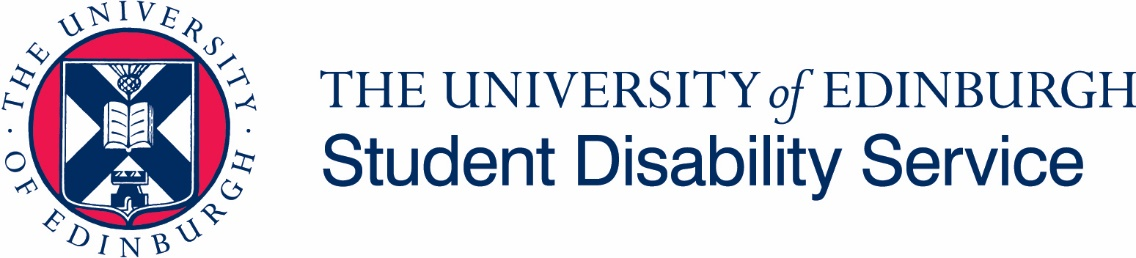 THE UNIVERSITY
OF EDINBURGH
THE UNIVERSITY of EDINBURGH
Student Disability Service